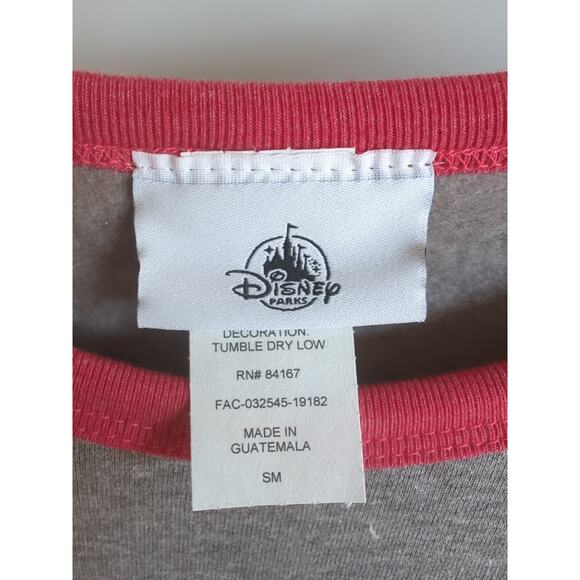 Disney
PARKS
DECORATION.
TUMBLE DRY LOW
RN# 84167
FAC-032545-19182
MADE IN
GUATEMALA
SM